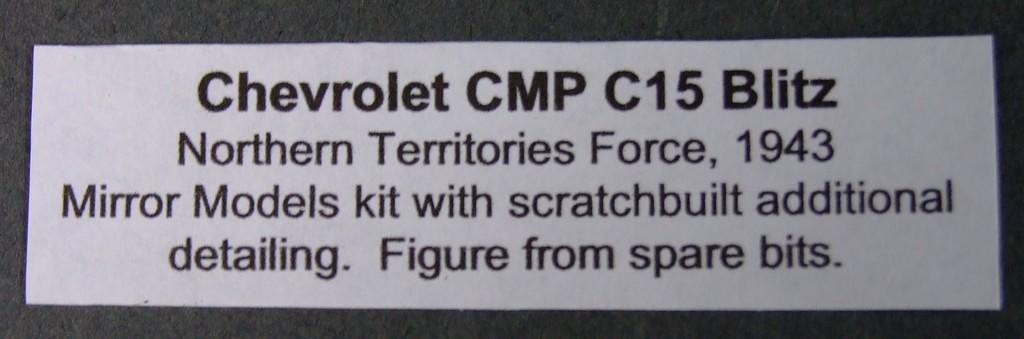 Chevrolet CMP C15 Blitz
Northern Territories Force, 1943
Mirror Models kit with scratchbuilt additional
detailing.  Figure from spare bits.